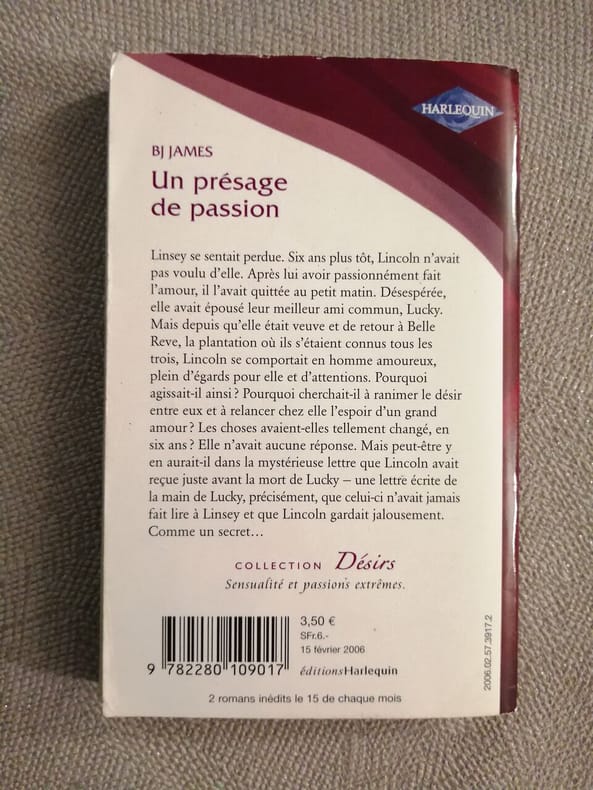 HARLEQUIN
BJ JAMES
Un présage
de passion
Linsey se sentait perdue. Six ans plus tôt, Lincoln n'avait
pas voulu d'elle. Après lui avoir passionnément fait
l'amour, il l'avait quittée au petit matin. Désespérée,
elle avait épousé leur meilleur ami commun, Lucky.
Mais depuis qu'elle était veuve et de retour à Belle
Reve, la plantation où ils s'étaient connus tous les
trois, Lincoln se comportait en homme amoureux,
plein d'égards pour elle et d'attentions. Pourquoi
agissait-il ainsi ? Pourquoi cherchait-il à ranimer le désir
entre eux et à relancer chez elle l'espoir d'un grand
amour ? Les choses avaient-elles tellement changé, en
six ans ? Elle n'avait aucune réponse. Mais peut-être y
en aurait-il dans la mystérieuse lettre que Lincoln avait
reçue juste avant la mort de Lucky – une lettre écrite de
la main de Lucky, précisément, que celui-ci n'avait jamais
fait lire à Linsey et que Lincoln gardait jalousement.
Comme un secret…
COLLECTION Désirs
Sensualité et passions extrêmes.
3,50 €
SFr.6.-
15 février 2006
9 782280 109017
éditionsHarlequin
2 romans inédits le 15 de chaque mois
2006.02.57.3917.2